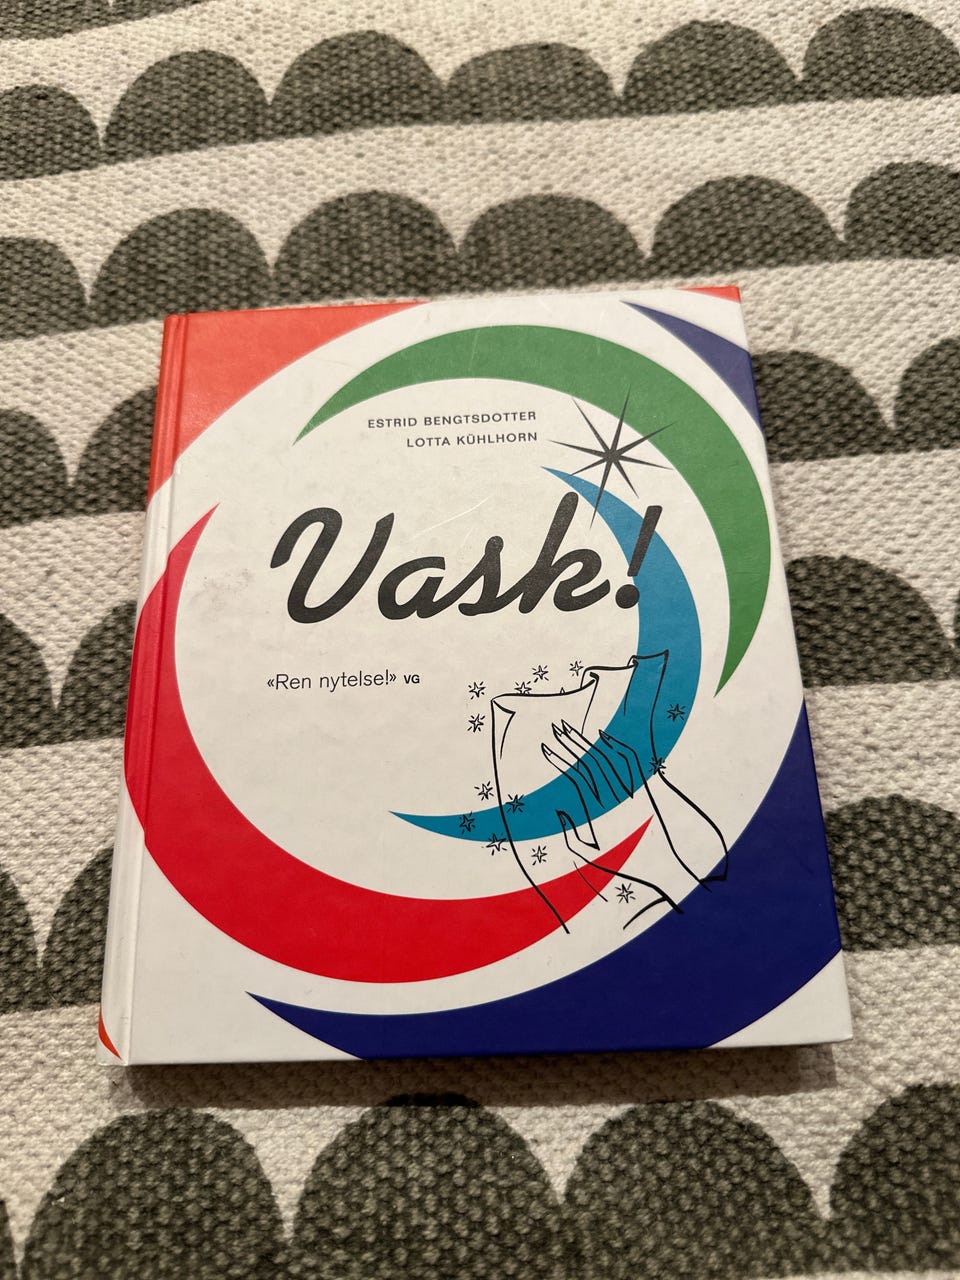 ESTRID BENGTSDOTTER
LOTTA KÜHLHORN
Vask!
«Ren nytelse!» VG